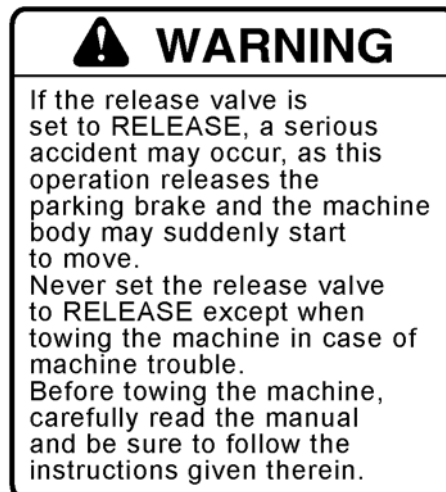 WARNING
If the release valve is
set to RELEASE, a serious
accident may occur, as this
operation releases the
parking brake and the machine
body may suddenly start
to move.
Never set the release valve
to RELEASE except when
towing the machine in case of
machine trouble.
Before towing the machine,
carefully read the manual
and be sure to follow the
instructions given therein.